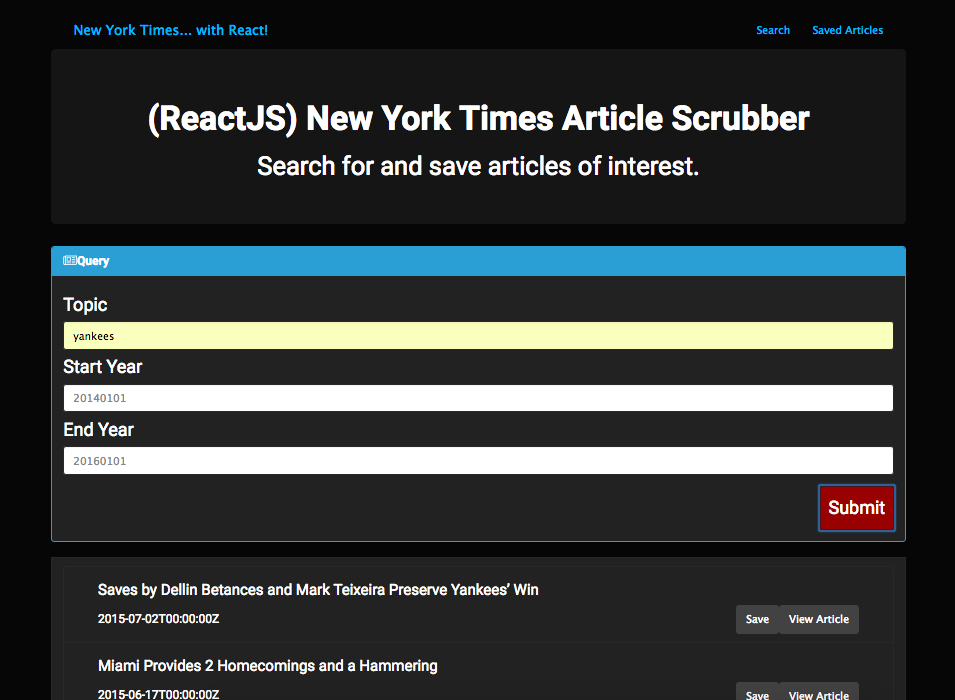 New York Times... with React! Search Saved Articles
(ReactJS) New York Times Article Scrubber
Search for and save articles of interest.
Query
Topic
yankees
Start Year
20140101
End Year
20160101
Submit
Saves by Dellin Betances and Mark Teixeira Preserve Yankees’ Win
2015-07-02T00:00:00Z Save View Article
Miami Provides 2 Homecomings and a Hammering
2015-06-17T00:00:00Z Save View Article